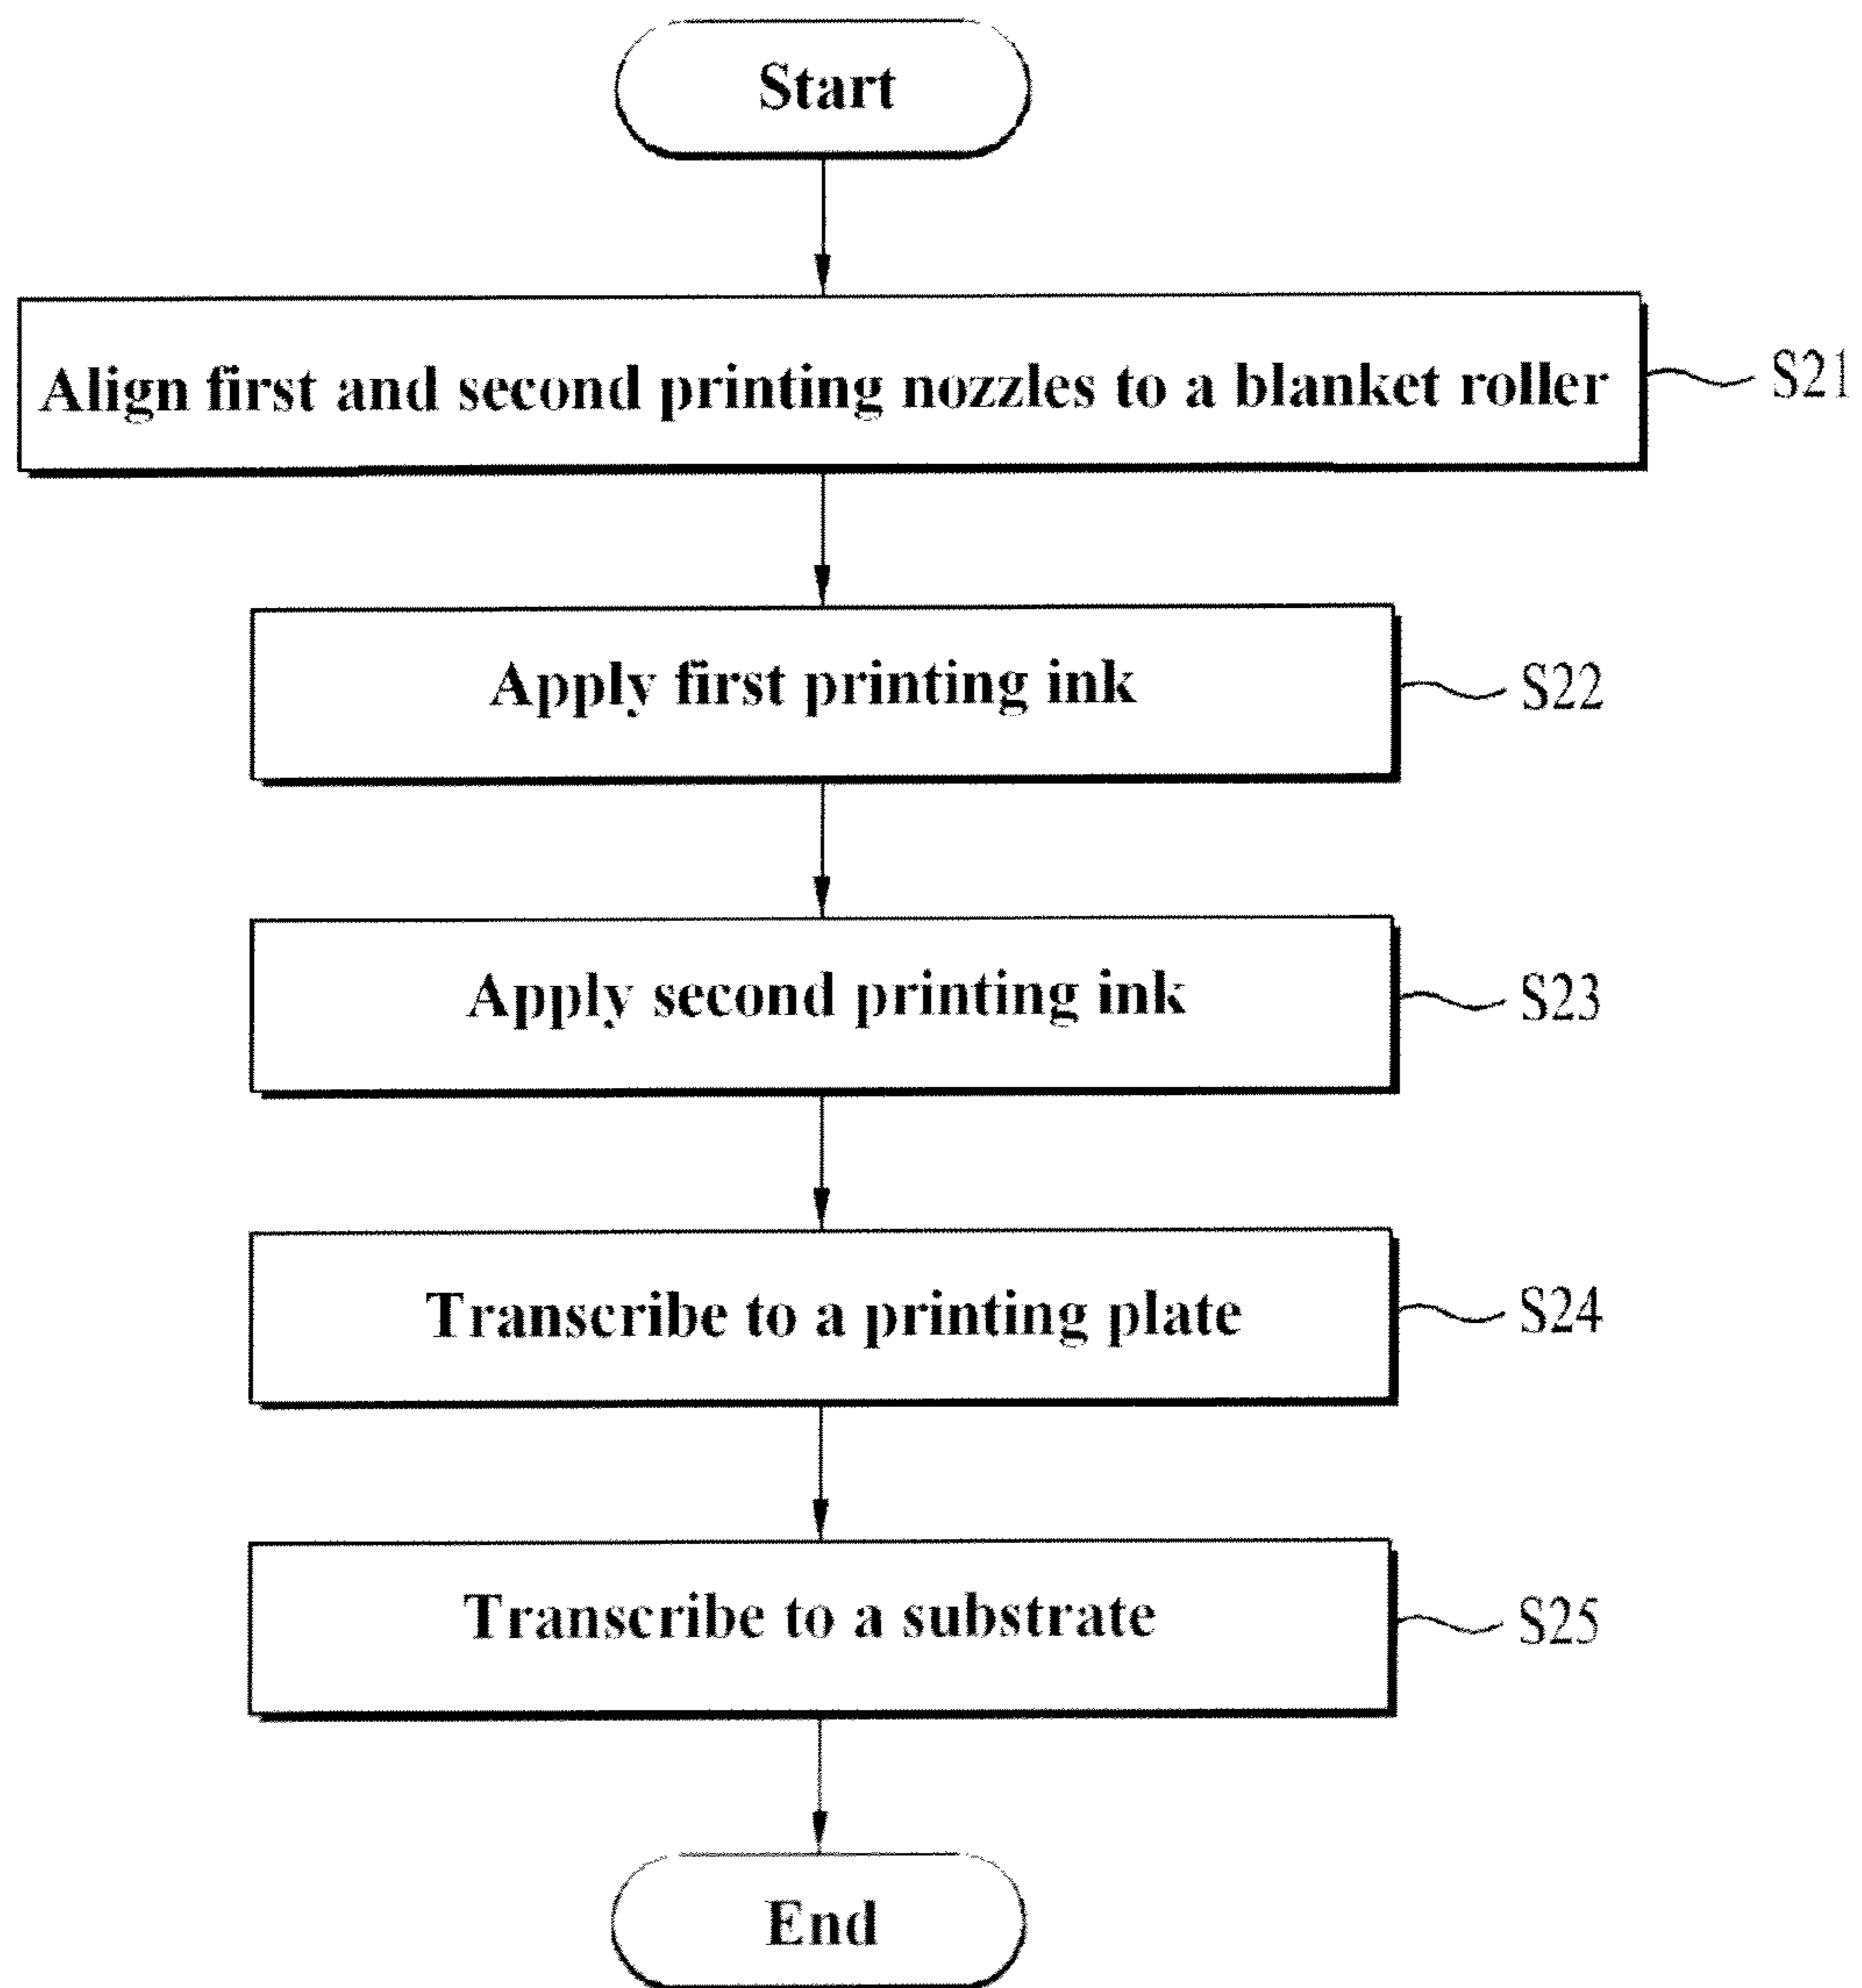 Start
Align first and second printing nozzles to a blanket roller
S21
Apply first printing ink
S22
Apply second printing ink
S23
Transcribe to a printing plate
S24
Transcribe to a substrate
S25
End